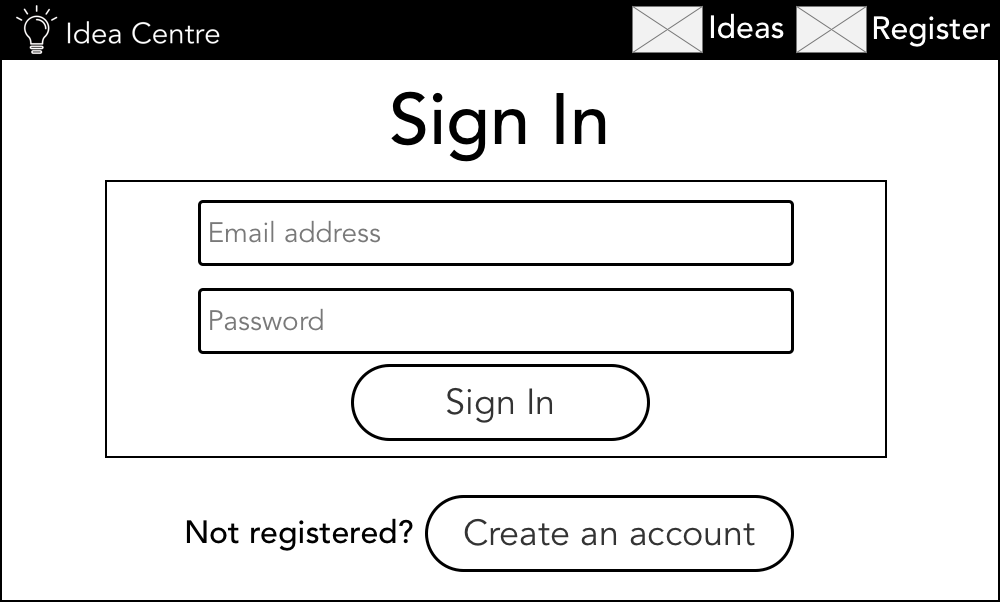 Idea Centre Ideas Register
Sign In
Email address
Password
Sign In
Not registered? Create an account